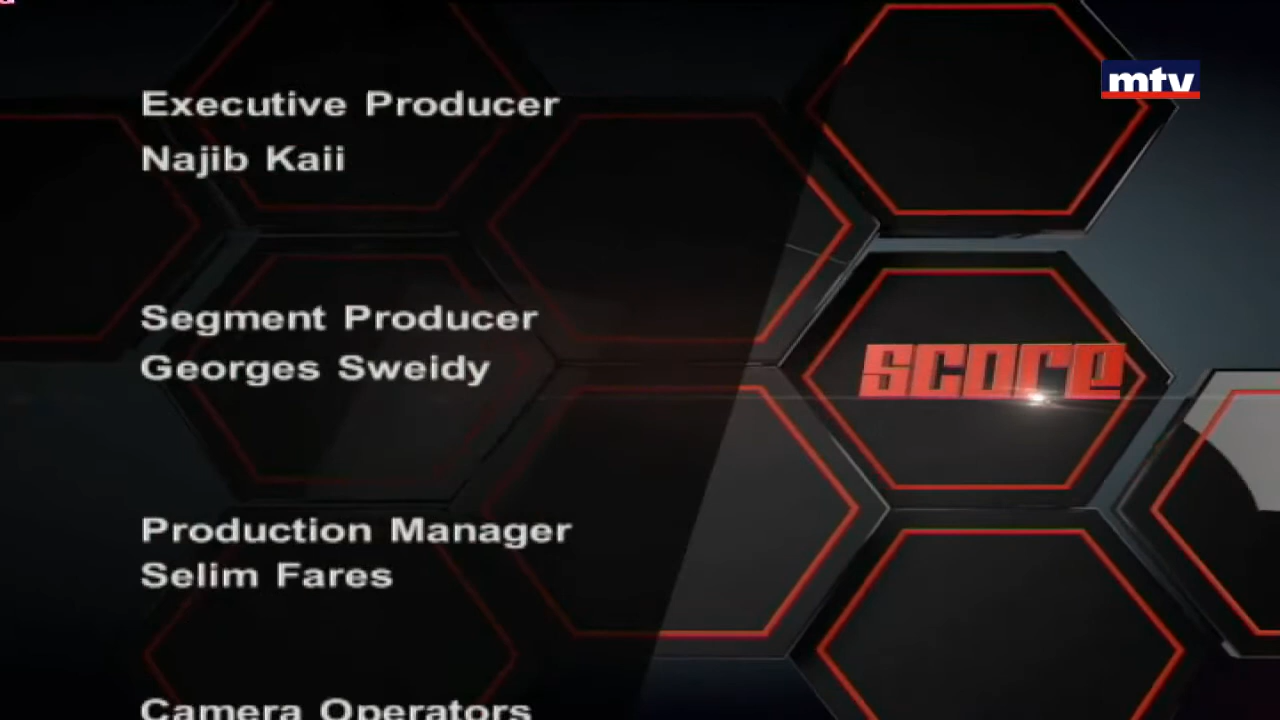 mtv
Executive Producer
Najib Kaii
Segment Producer
Georges Sweidy
score
Production Manager
Selim Fares
Camera Operators